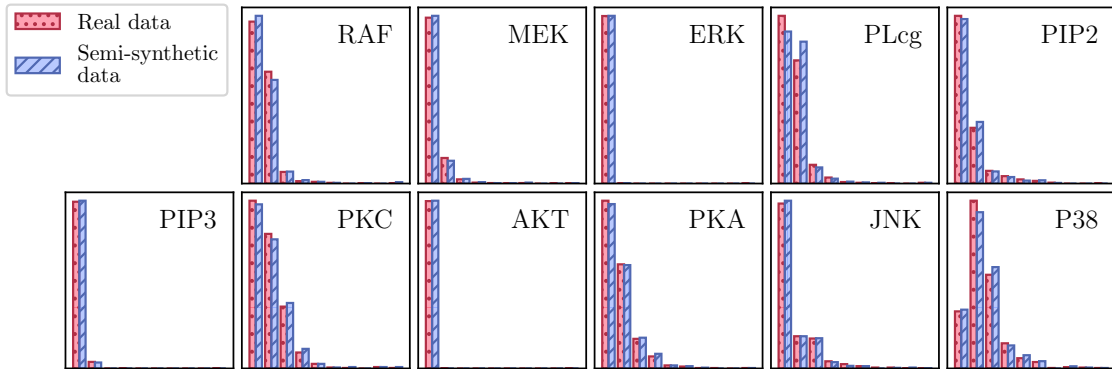 Real data
Semi-synthetic
data
RAF
MEK
ERK
PLcg
PIP2
PIP3
PKC
AKT
PKA
JNK
P38